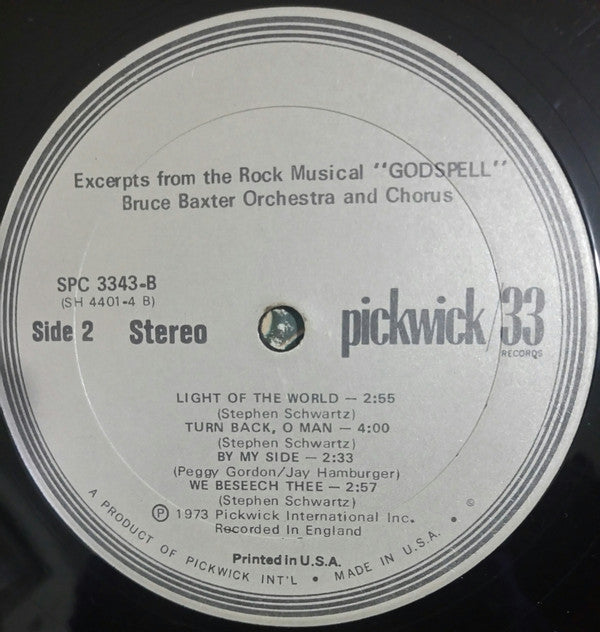 Excerpts from the Rock Musical "GODSPELL"
Bruce Baxter Orchestra and Chorus
SPC 3343-B
(SH 4401-4 B)
Side 2 Stereo
pickwick/33
RECORDS
LIGHT OF THE WORLD — 2:55
(Stephen Schwartz)
TURN BACK, O MAN — 4:00
(Stephen Schwartz)
BY MY SIDE — 2:33
(Peggy Gordon/Jay Hamburger)
WE BESEECH THEE — 2:57
(Stephen Schwartz)
℗ 1973 Pickwick International Inc.
Recorded in England
Printed in U.S.A.
A PRODUCT OF PICKWICK INT'L • MADE IN U.S.A. • ©